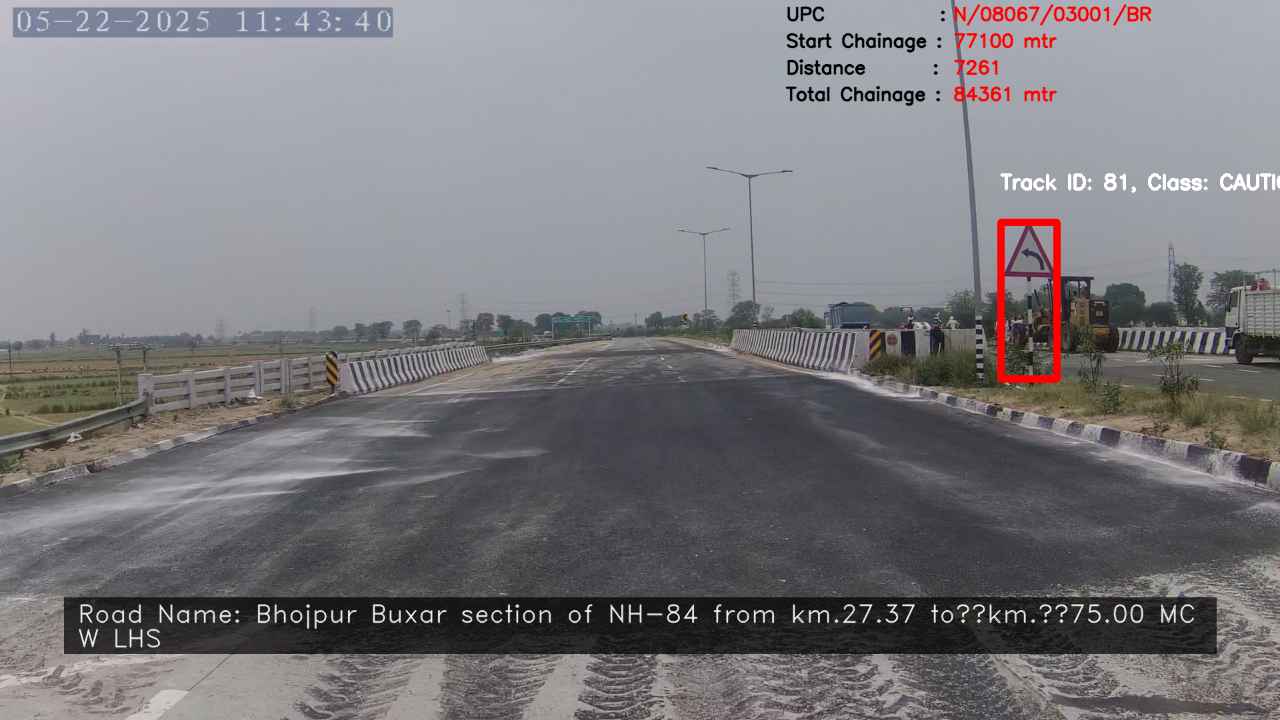 05-22-2025 11:43:40
UPC : N/08067/03001/BR
Start Chainage : 77100 mtr
Distance : 7261
Total Chainage : 84361 mtr
Track ID: 81, Class: CAUTIO
Road Name: Bhojpur Buxar section of NH-84 from km.27.37 to??km.??75.00 MC
W LHS